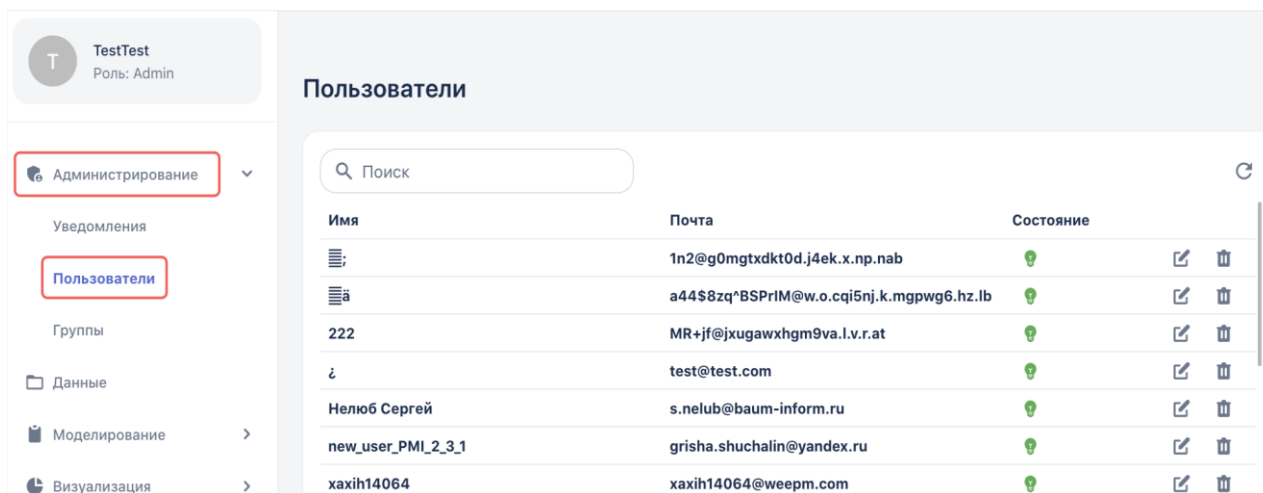 T
TestTest
Роль: Admin
Администрирование
Уведомления
Пользователи
Группы
Данные
Моделирование
Визуализация
Пользователи
Поиск
Имя Почта Состояние
䷀; 1n2@g0mgtxdkt0d.j4ek.x.np.nab
䷀ä a44$8zq^BSPrIM@w.o.cqi5nj.k.mgpwg6.hz.lb
222 MR+jf@jxugawxhgm9va.l.v.r.at
¿ test@test.com
Нелюб Сергей s.nelub@baum-inform.ru
new_user_PMI_2_3_1 grisha.shuchalin@yandex.ru
xaxih14064 xaxih14064@weepm.com